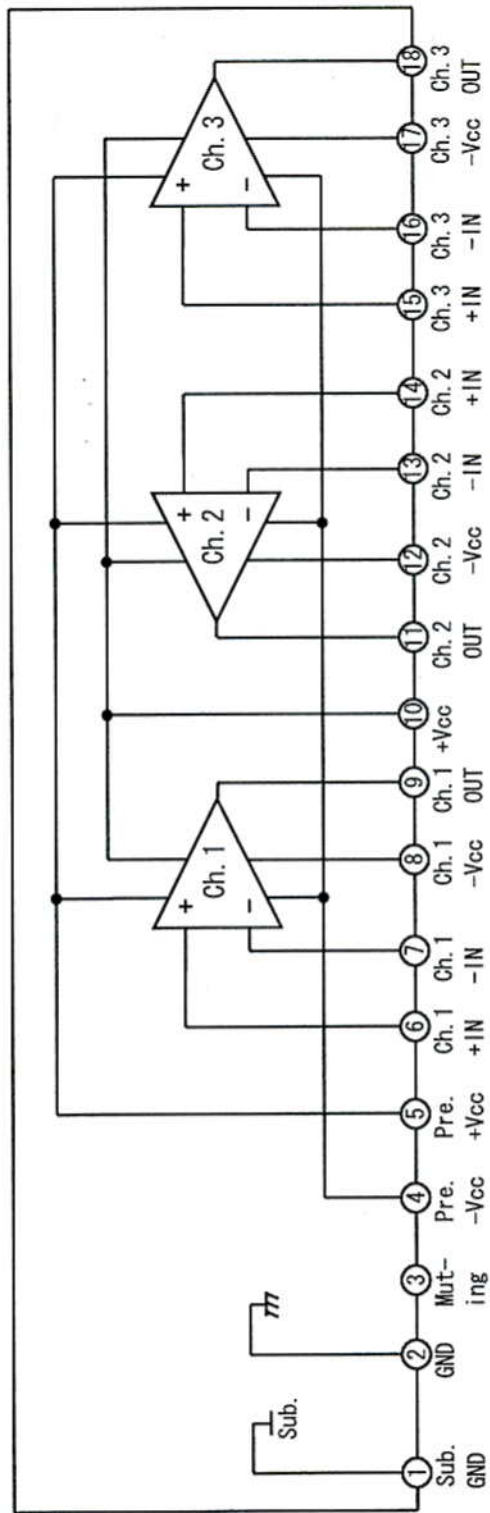 Sub.
Ch. 1
+
−
Ch. 2
+
−
Ch. 3
+
−
① Sub. GND
② GND
③ Mut- ing
④ Pre. -Vcc
⑤ Pre. +Vcc
⑥ Ch. 1 +IN
⑦ Ch. 1 -IN
⑧ Ch. 1 -Vcc
⑨ Ch. 1 OUT
⑩ +Vcc
⑪ Ch. 2 OUT
⑫ Ch. 2 -Vcc
⑬ Ch. 2 -IN
⑭ Ch. 2 +IN
⑮ Ch. 3 +IN
⑯ Ch. 3 -IN
⑰ Ch. 3 -Vcc
⑱ Ch. 3 OUT